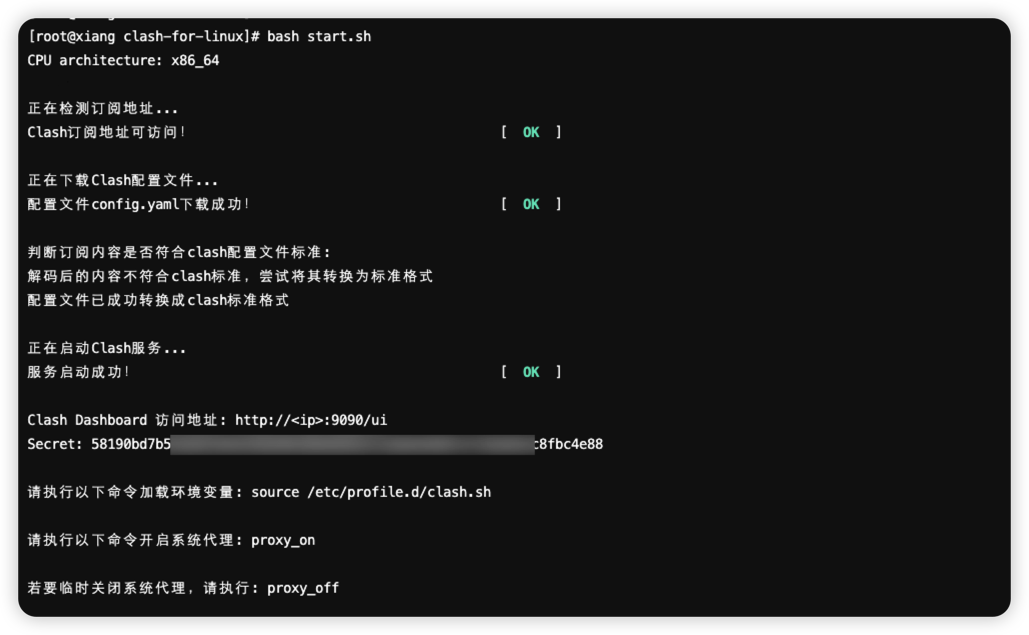 [root@xiang clash-for-linux]# bash start.sh
CPU architecture: x86_64
正在检测订阅地址...
Clash订阅地址可访问! [ OK ]
正在下载Clash配置文件...
配置文件config.yaml下载成功! [ OK ]
判断订阅内容是否符合clash配置文件标准:
解码后的内容不符合clash标准, 尝试将其转换为标准格式
配置文件已成功转换成clash标准格式
正在启动Clash服务...
服务启动成功! [ OK ]
Clash Dashboard 访问地址: http://<ip>:9090/ui
Secret: 58190bd7b5 c8fbc4e88
请执行以下命令加载环境变量: source /etc/profile.d/clash.sh
请执行以下命令开启系统代理: proxy_on
若要临时关闭系统代理, 请执行: proxy_off